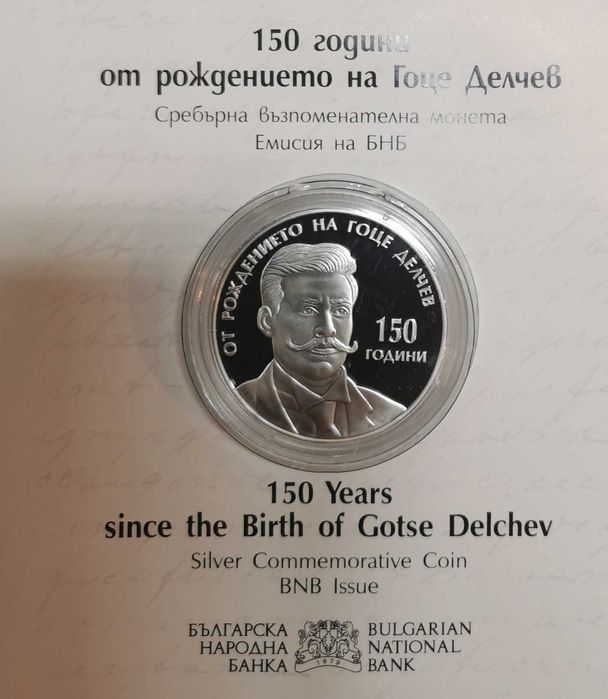 150 години
от рождението на Гоце Делчев
Сребърна възпоменателна монета
Емисия на БНБ
ОТ РОЖДЕНИЕТО НА ГОЦЕ ДЕЛЧЕВ
150
ГОДИНИ
150 Years
since the Birth of Gotse Delchev
Silver Commemorative Coin
BNB Issue
БЪЛГАРСКА
НАРОДНА
БАНКА
1879
BULGARIAN
NATIONAL
BANK